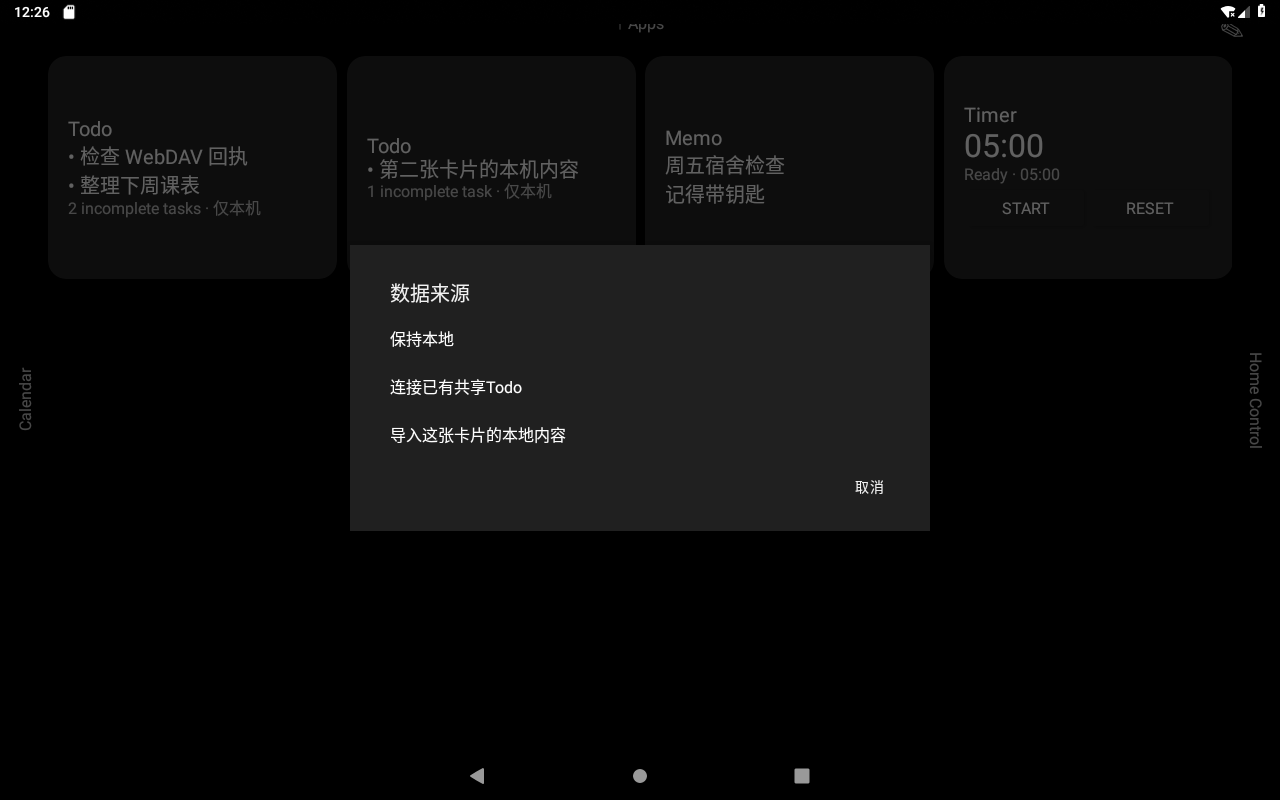 12:26
↑ Apps
Todo
• 检查 WebDAV 回执
• 整理下周课表
2 incomplete tasks · 仅本机
Todo
• 第二张卡片的本机内容
1 incomplete task · 仅本机
Memo
周五宿舍检查
记得带钥匙
Timer
05:00
Ready · 05:00
START
RESET
数据来源
保持本地
连接已有共享Todo
导入这张卡片的本地内容
取消
Calendar
Home Control